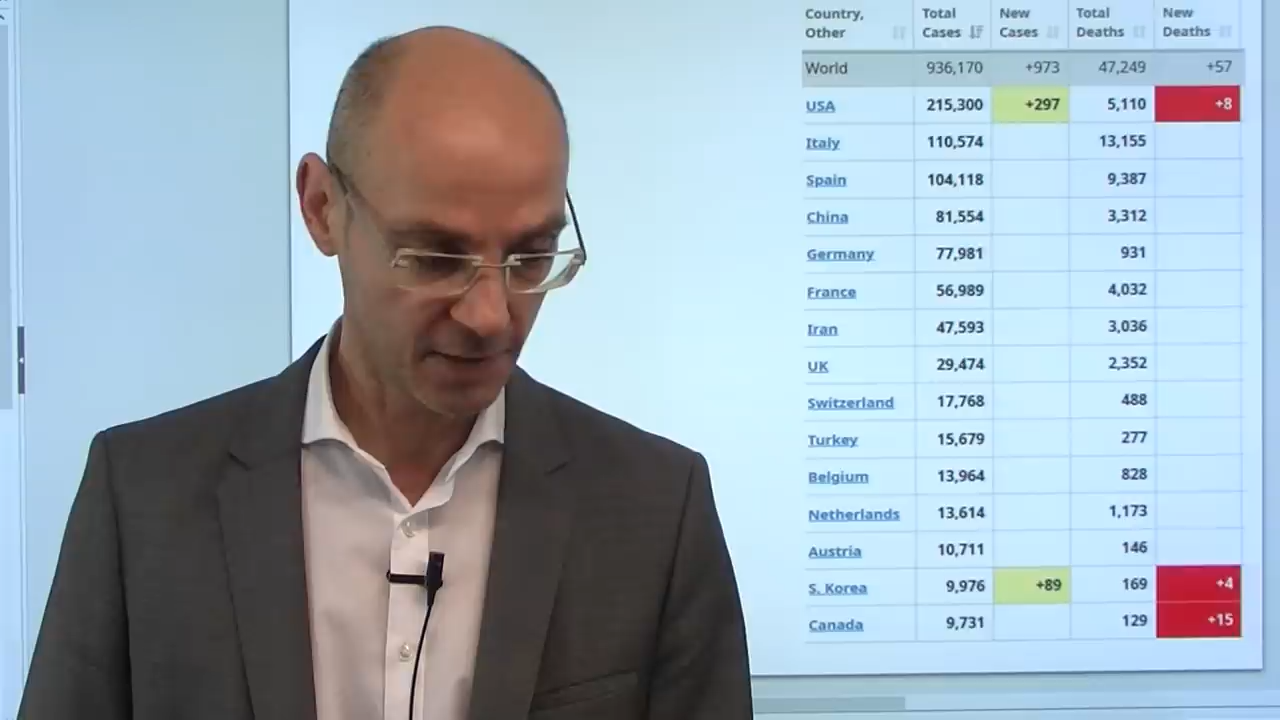 Country, Other Total Cases New Cases Total Deaths New Deaths
World 936,170 +973 47,249 +57
USA 215,300 +297 5,110 +8
Italy 110,574 13,155
Spain 104,118 9,387
China 81,554 3,312
Germany 77,981 931
France 56,989 4,032
Iran 47,593 3,036
UK 29,474 2,352
Switzerland 17,768 488
Turkey 15,679 277
Belgium 13,964 828
Netherlands 13,614 1,173
Austria 10,711 146
S. Korea 9,976 +89 169 +4
Canada 9,731 129 +15